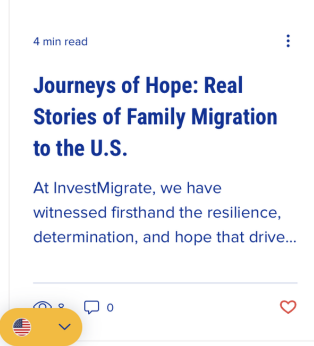 4 min read
Journeys of Hope: Real
Stories of Family Migration
to the U.S.
At InvestMigrate, we have
witnessed firsthand the resilience,
determination, and hope that drive...
0